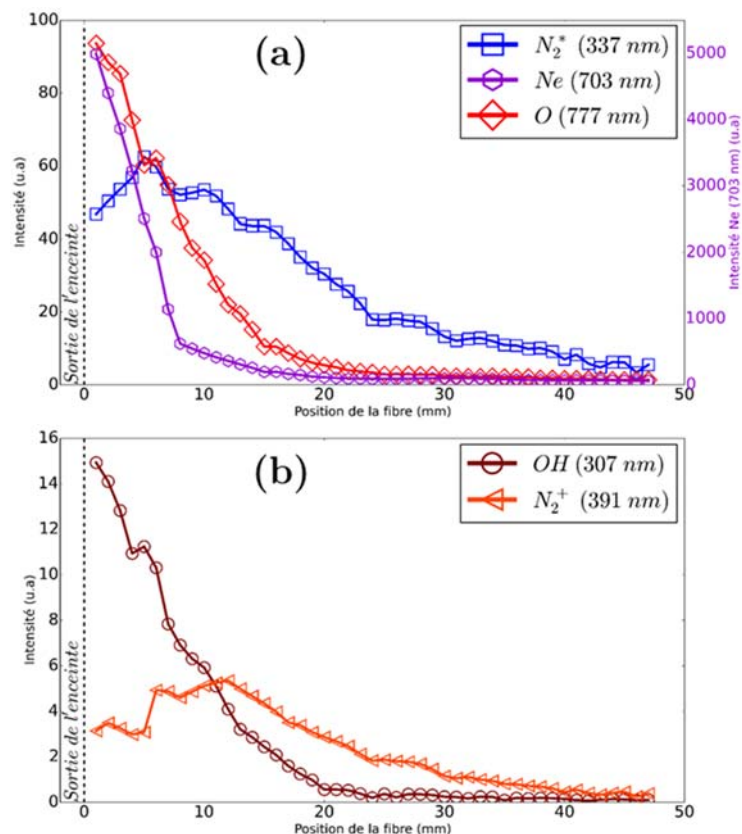 (a)
N₂* (337 nm)
Ne (703 nm)
O (777 nm)
100
80
60
40
20
0
Intensité (u.a)
Sortie de l'enceinte
5000
4000
3000
2000
1000
0
Intensité Ne (703 nm) (u.a)
0
10
20
30
40
50
Position de la fibre (mm)
(b)
OH (307 nm)
N₂⁺ (391 nm)
16
14
12
10
8
6
4
2
0
Intensité (u.a)
Sortie de l'enceinte
0
10
20
30
40
50
Position de la fibre (mm)